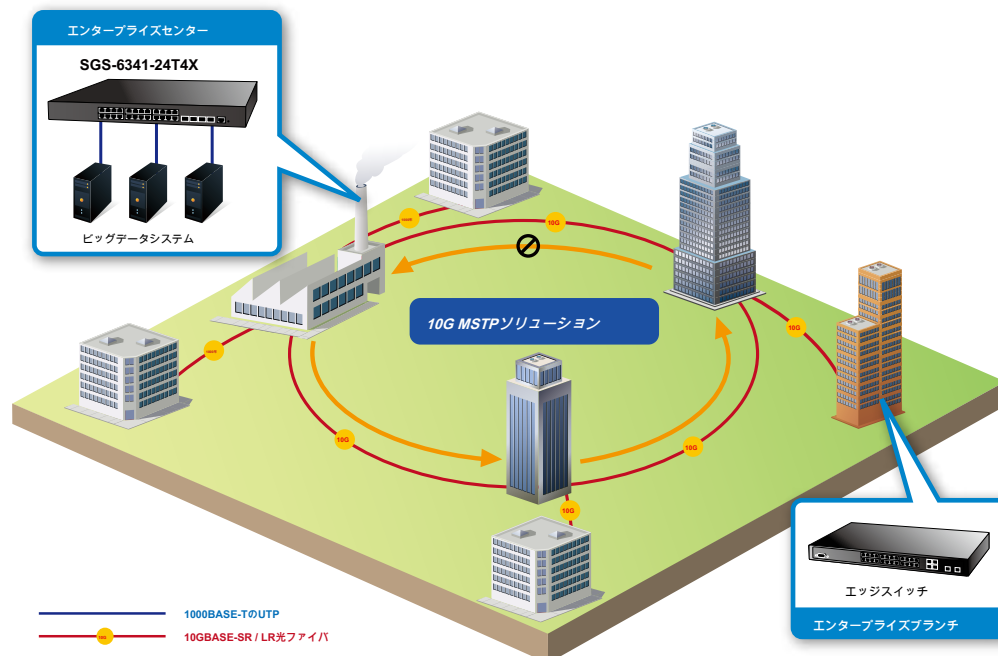 エンタープライズセンター
SGS-6341-24T4X
ビッグデータシステム
10G
10G MSTPソリューション
10G
10G
10G
10G
エッジスイッチ
エンタープライズブランチ
1000BASE-TのUTP
10GBASE-SR / LR光ファイバ